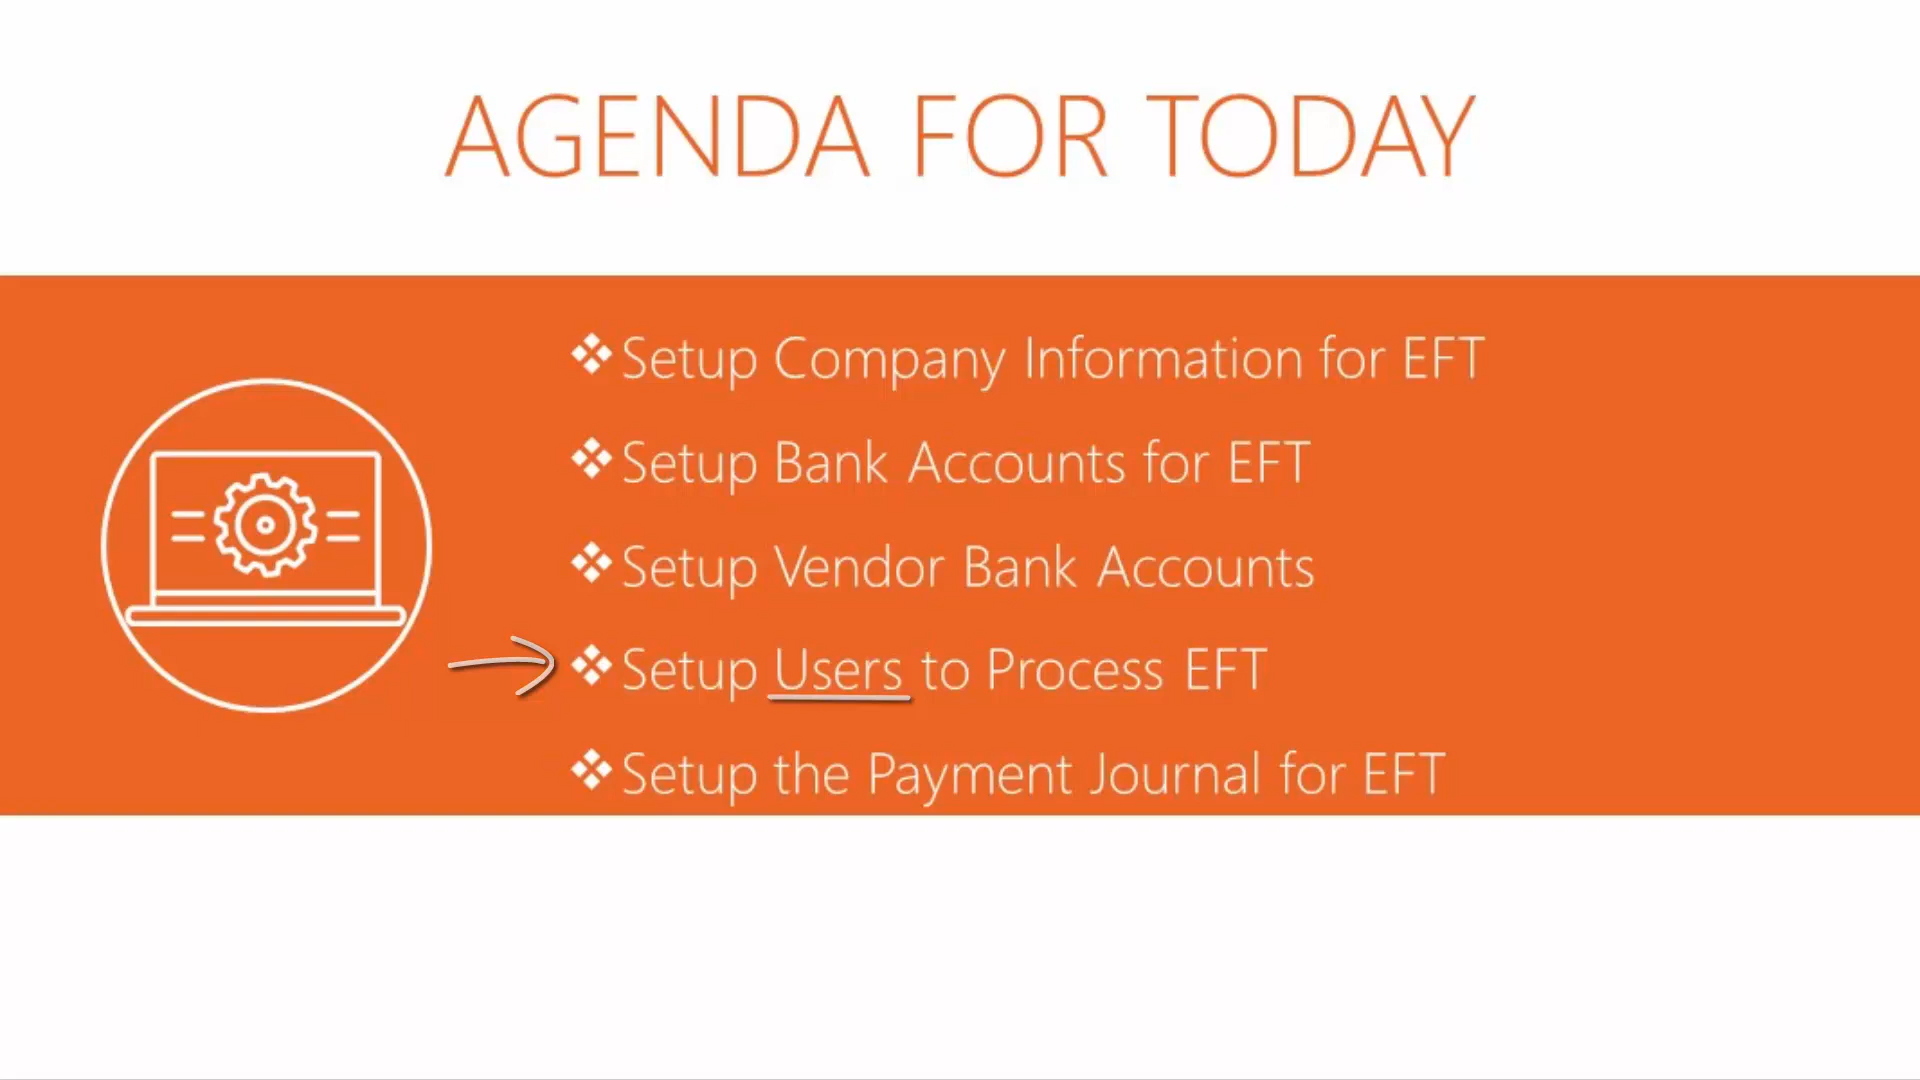 AGENDA FOR TODAY
Setup Company Information for EFT
Setup Bank Accounts for EFT
Setup Vendor Bank Accounts
Setup Users to Process EFT
Setup the Payment Journal for EFT